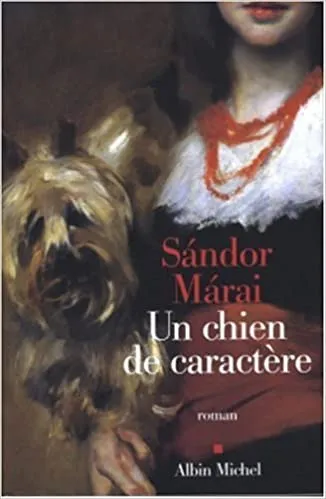 Sándor
Márai
Un chien
de caractère
roman
Albin Michel